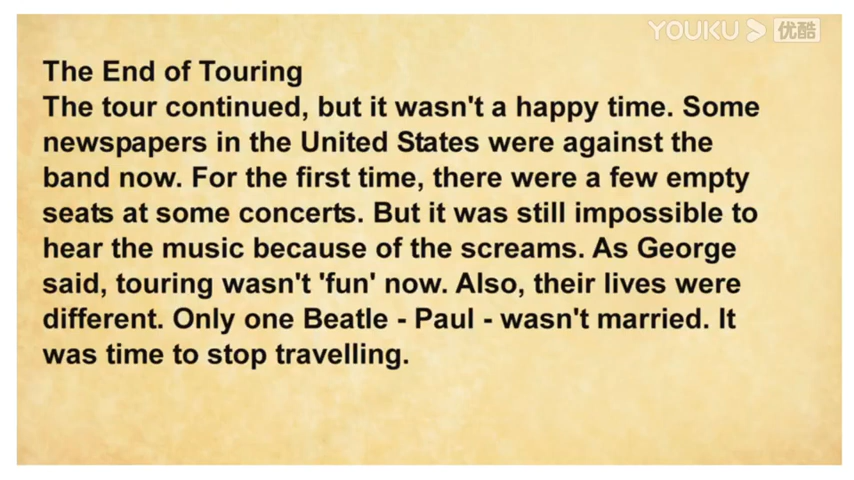 YOUKU 优酷
The End of Touring
The tour continued, but it wasn't a happy time. Some
newspapers in the United States were against the
band now. For the first time, there were a few empty
seats at some concerts. But it was still impossible to
hear the music because of the screams. As George
said, touring wasn't 'fun' now. Also, their lives were
different. Only one Beatle - Paul - wasn't married. It
was time to stop travelling.